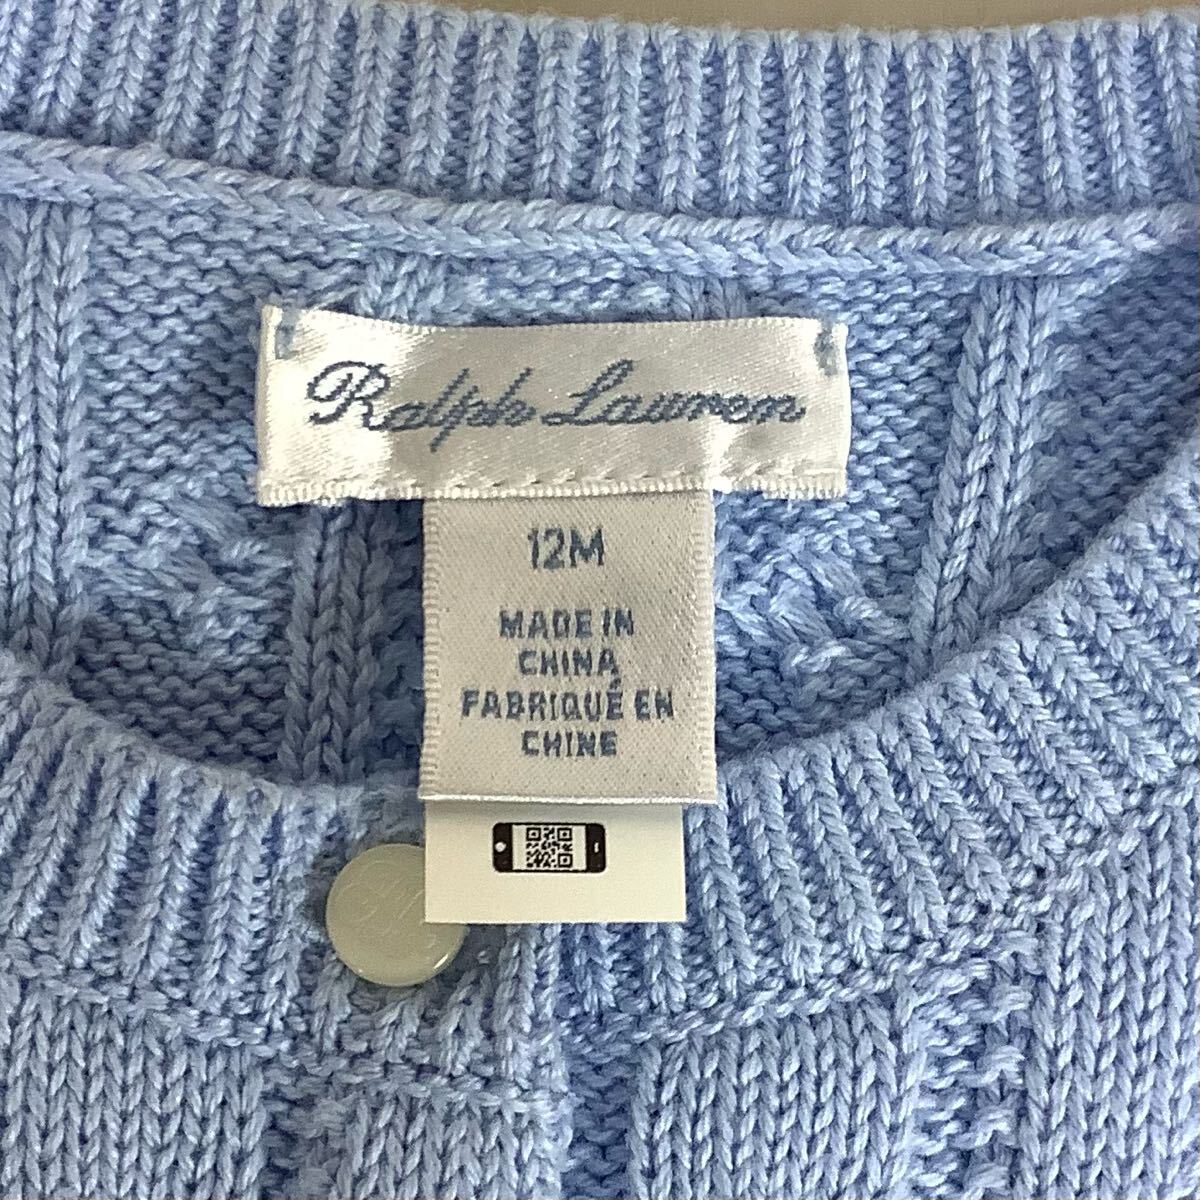 Ralph Lauren
12M
MADE IN
CHINA
FABRIQUÉ EN
CHINE